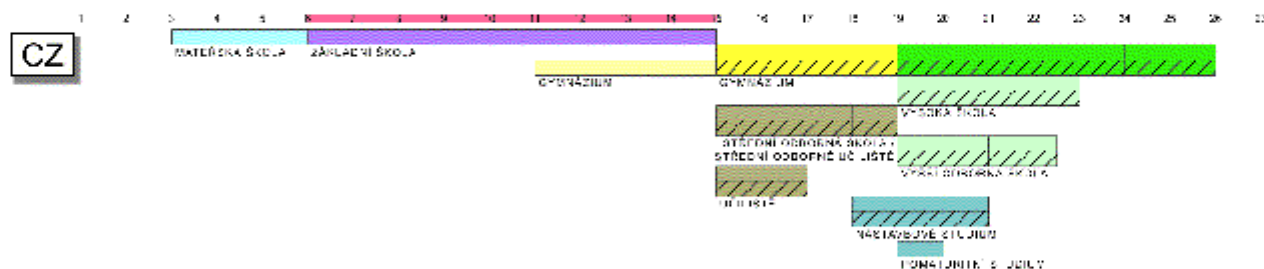 1 2 3 4 5 6 7 8 9 10 11 12 13 14 15 16 17 18 19 20 21 22 23 24 25 26
CZ
MATEŘSKÁ ŠKOLA ZÁKLADNÍ ŠKOLA
GYMNÁZIUM GYMNÁZIUM
VYSOKÁ ŠKOLA
STŘEDNÍ ODBORNÁ ŠKOLA /
STŘEDNÍ ODBORNÉ UČILIŠTĚ
VYŠŠÍ ODBORNÁ ŠKOLA
UČILIŠTĚ
NÁSTAVBOVÉ STUDIUM
POMATURITNÍ STUDIUM